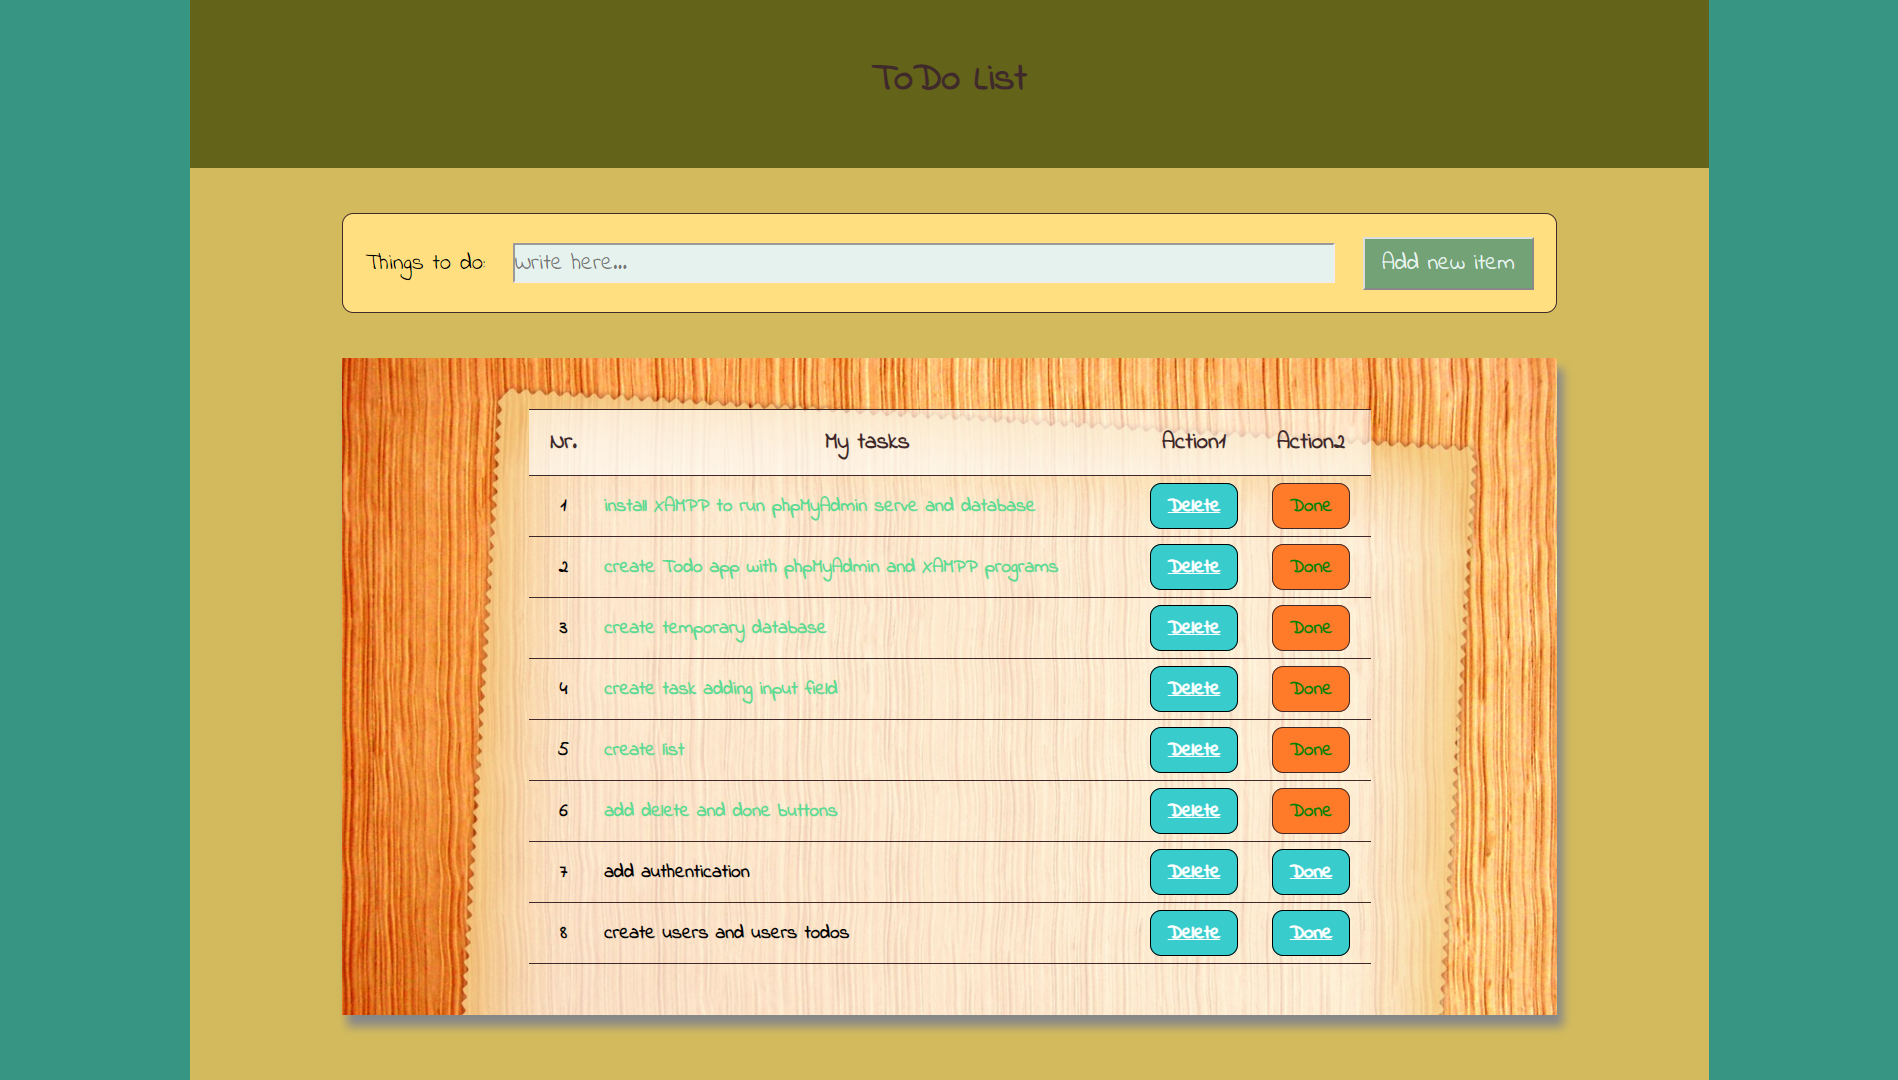 ToDo List
Things to do: Write here... Add new item
Nr. My tasks Action1 Action2
1 install XAMPP to run phpMyAdmin serve and database Delete Done
2 create Todo app with phpMyAdmin and XAMPP programs Delete Done
3 create temporary database Delete Done
4 create task adding input field Delete Done
5 create list Delete Done
6 add delete and done buttons Delete Done
7 add authentication Delete Done
8 create users and users todos Delete Done